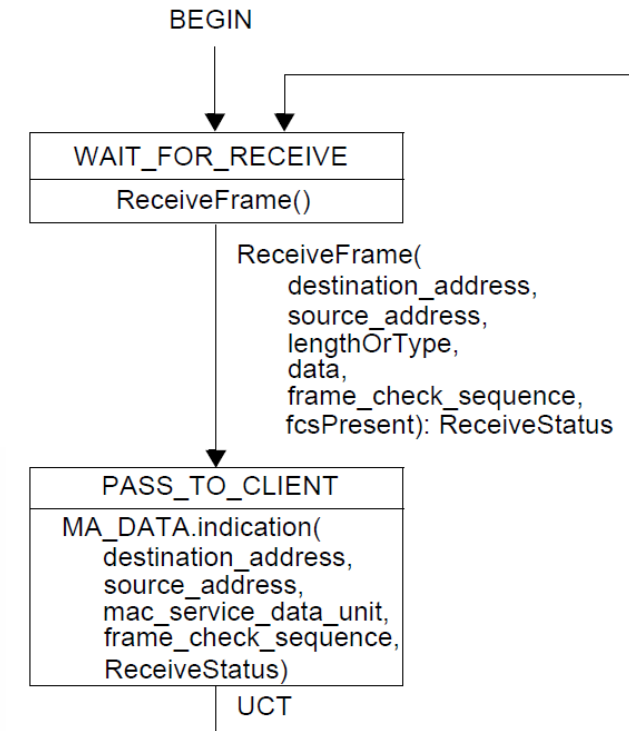 BEGIN
WAIT_FOR_RECEIVE
ReceiveFrame()
ReceiveFrame(
destination_address,
source_address,
lengthOrType,
data,
frame_check_sequence,
fcsPresent): ReceiveStatus
PASS_TO_CLIENT
MA_DATA.indication(
destination_address,
source_address,
mac_service_data_unit,
frame_check_sequence,
ReceiveStatus)
UCT